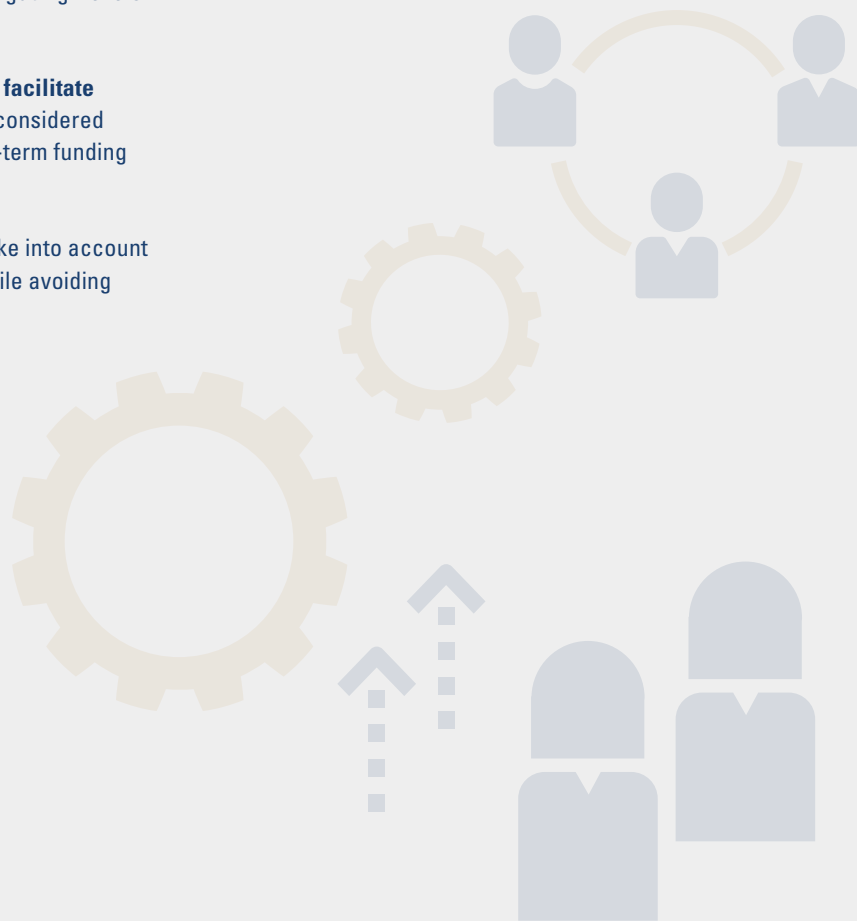 facilitate
considered
-term funding
ke into account
ile avoiding